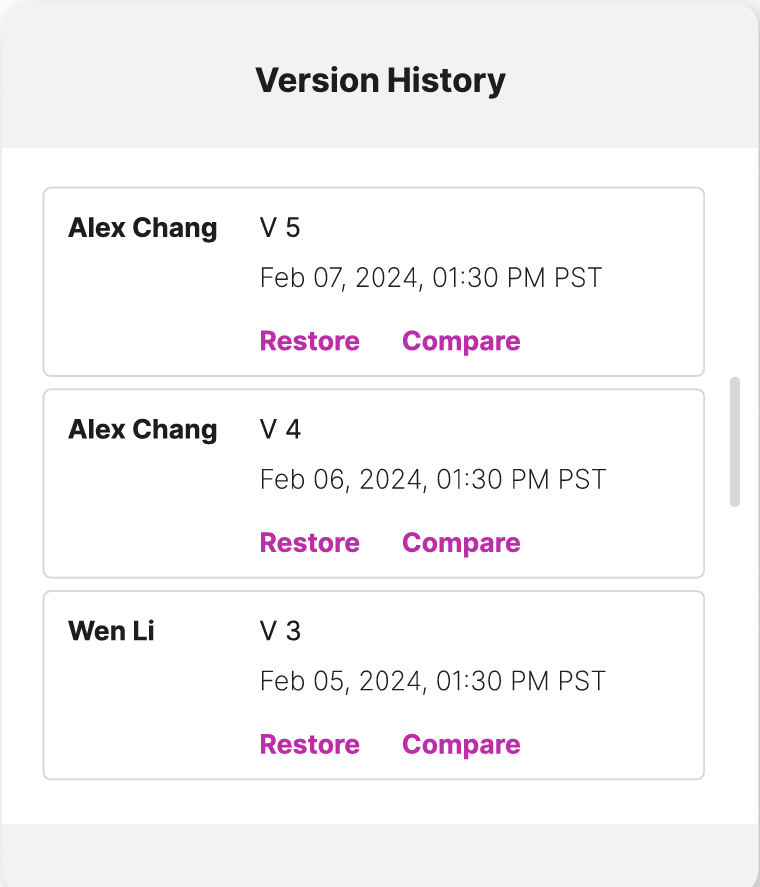 Version History
Alex Chang V 5
Feb 07, 2024, 01:30 PM PST
Restore Compare
Alex Chang V 4
Feb 06, 2024, 01:30 PM PST
Restore Compare
Wen Li V 3
Feb 05, 2024, 01:30 PM PST
Restore Compare